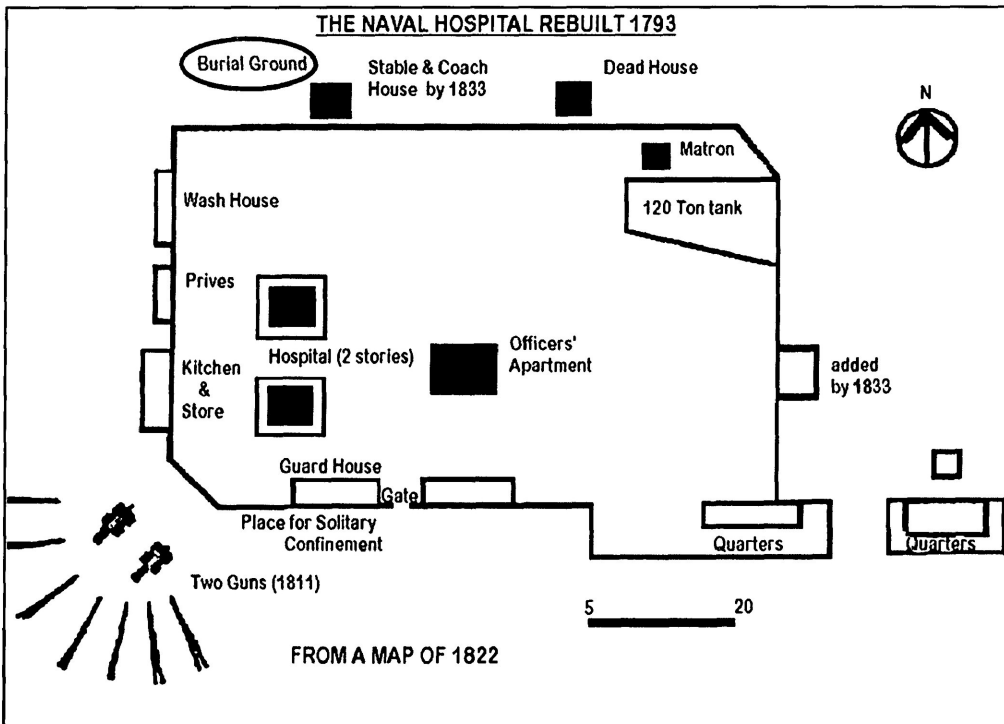 THE NAVAL HOSPITAL REBUILT 1793
Burial Ground
Stable & Coach
House by 1833
Dead House
N
Matron
Wash House
120 Ton tank
Prives
Hospital (2 stories)
Officers'
Apartment
Kitchen
&
Store
added
by 1833
Guard House
Gate
Place for Solitary
Confinement
Quarters
Quarters
Two Guns (1811)
5 20
FROM A MAP OF 1822